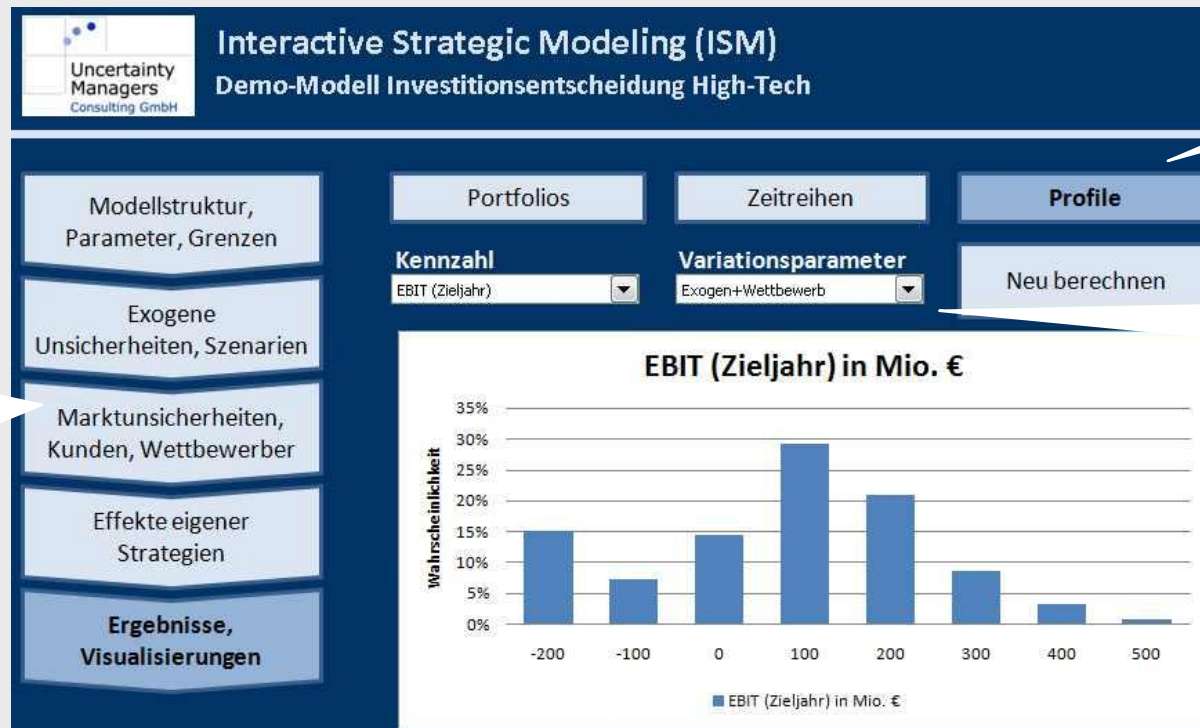 Uncertainty
Managers
Consulting GmbH
Interactive Strategic Modeling (ISM)
Demo-Modell Investitionsentscheidung High-Tech
Modellstruktur,
Parameter, Grenzen
Exogene
Unsicherheiten, Szenarien
Marktunsicherheiten,
Kunden, Wettbewerber
Effekte eigener
Strategien
Ergebnisse,
Visualisierungen
Portfolios
Zeitreihen
Profile
Kennzahl
EBIT (Zieljahr)
Variationsparameter
Exogen+Wettbewerb
Neu berechnen
EBIT (Zieljahr) in Mio. €
Wahrscheinlichkeit
35%
30%
25%
20%
15%
10%
5%
0%
-200 -100 0 100 200 300 400 500
EBIT (Zieljahr) in Mio. €